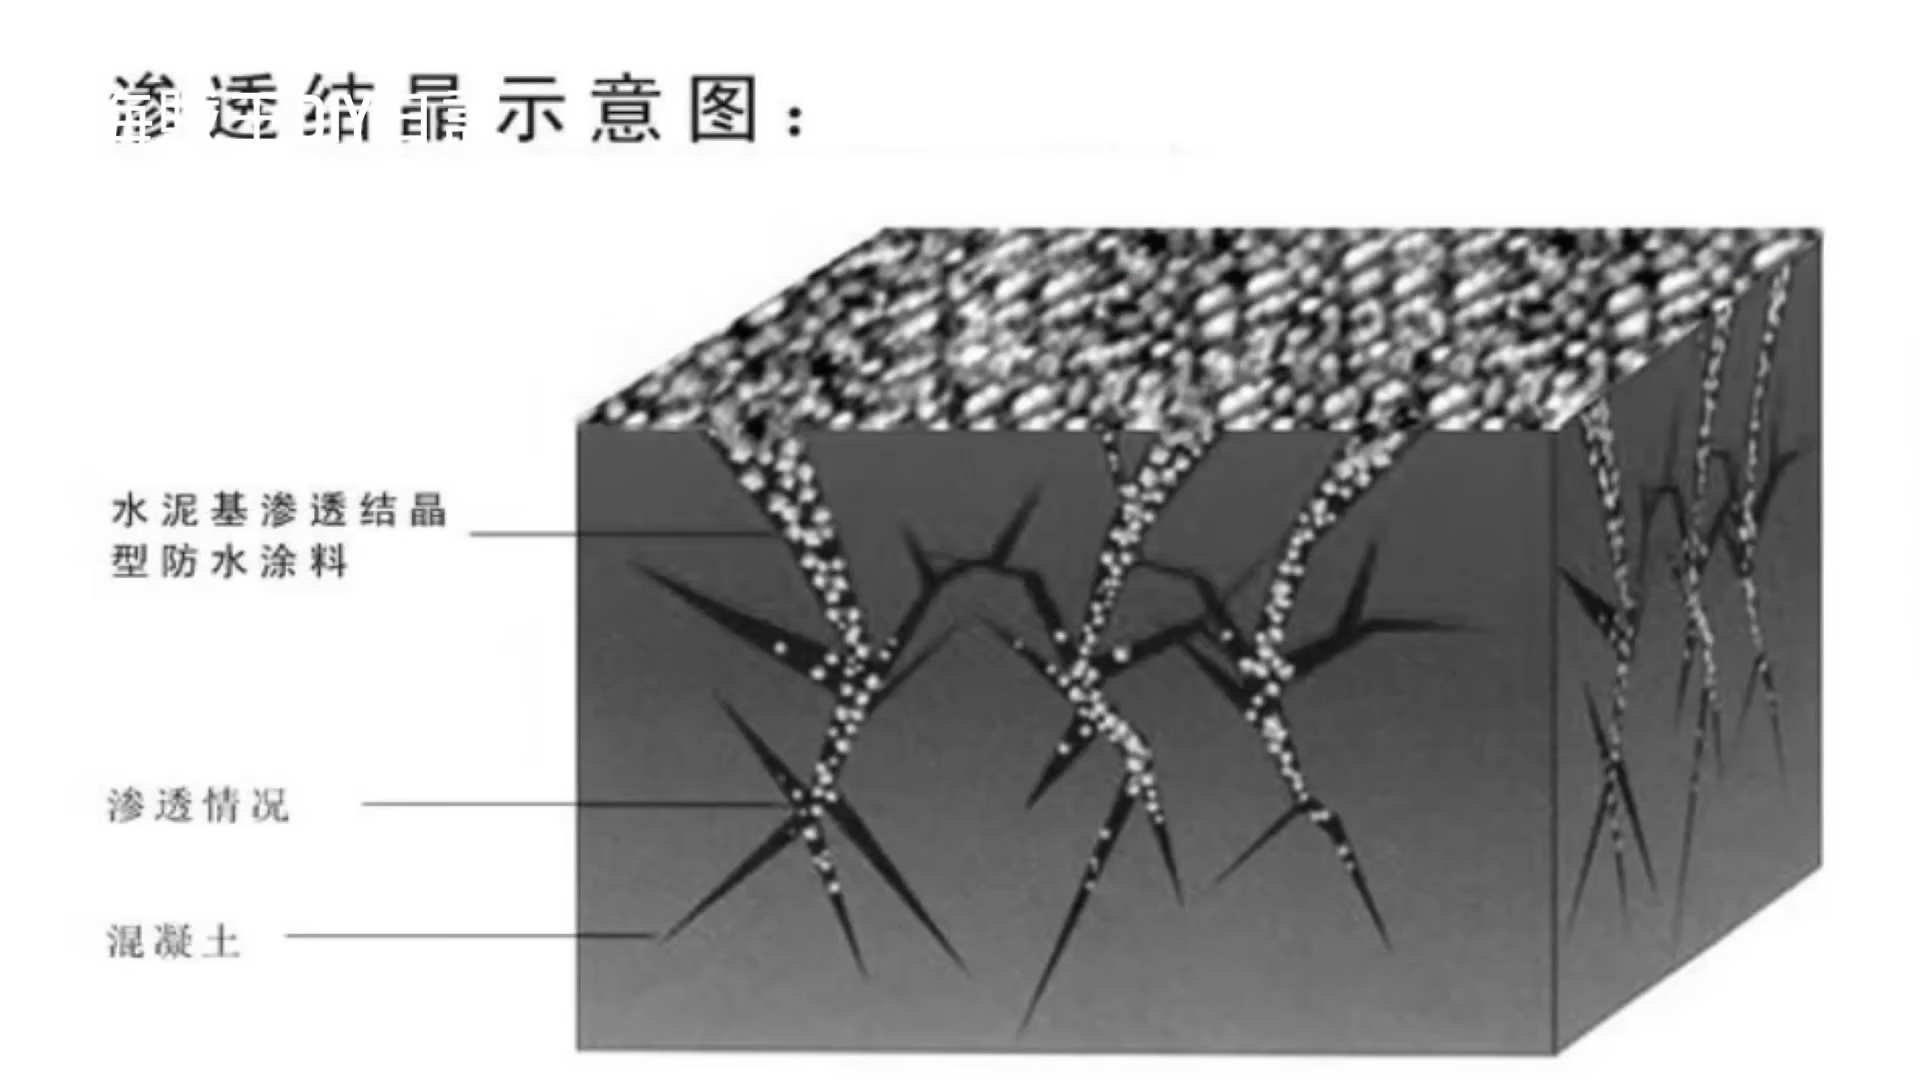 渗透结晶示意图：
水泥基渗透结晶
型防水涂料
渗透情况
混凝土